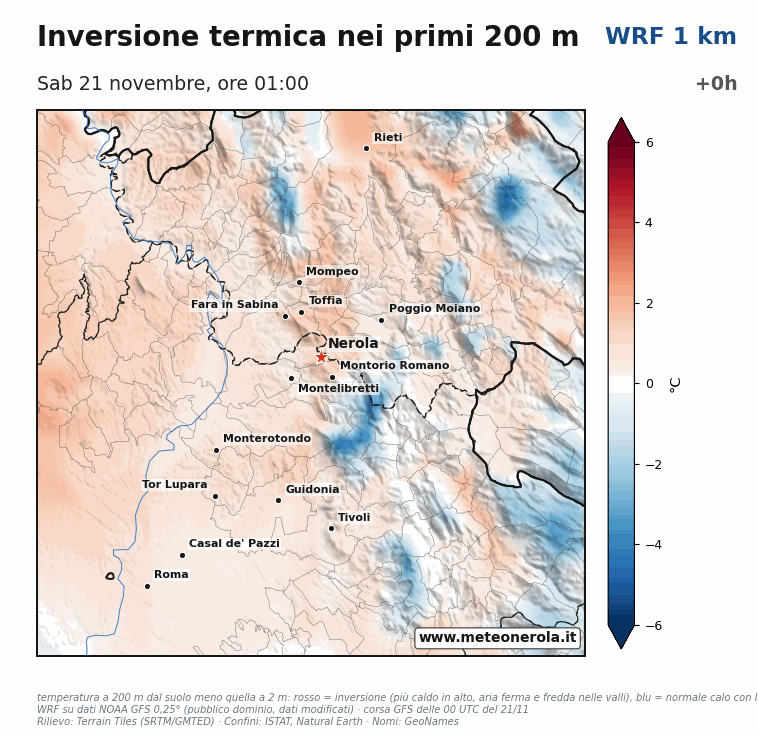 Inversione termica nei primi 200 m
WRF 1 km
Sab 21 novembre, ore 01:00
+0h
Rieti
Mompeo
Fara in Sabina
Toffia
Poggio Moiano
Nerola
Montorio Romano
Montelibretti
Monterotondo
Tor Lupara
Guidonia
Tivoli
Casal de' Pazzi
Roma
www.meteonerola.it
6
4
2
0
−2
−4
−6
°C
temperatura a 200 m dal suolo meno quella a 2 m: rosso = inversione (più caldo in alto, aria ferma e fredda nelle valli), blu = normale calo con l
WRF su dati NOAA GFS 0,25° (pubblico dominio, dati modificati) · corsa GFS delle 00 UTC del 21/11
Rilievo: Terrain Tiles (SRTM/GMTED) · Confini: ISTAT, Natural Earth · Nomi: GeoNames